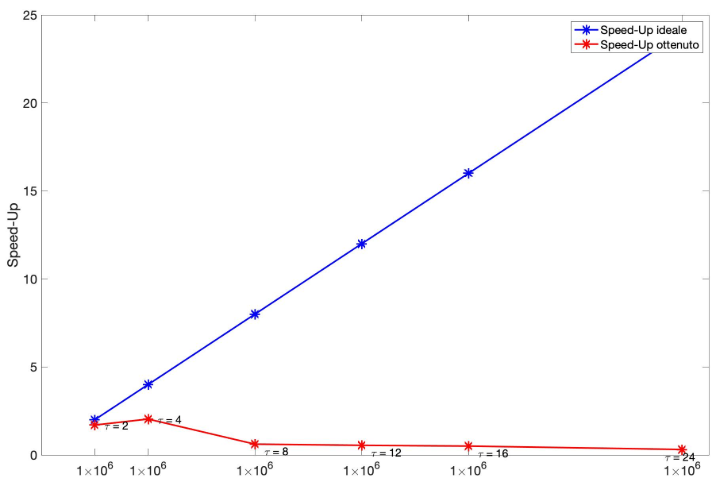 25
Speed-Up ideale
Speed-Up ottenuto
20
15
Speed-Up
10
5
τ = 2
τ = 4
τ = 8
τ = 12
τ = 16
τ = 24
0
1×10⁶ 1×10⁶ 1×10⁶ 1×10⁶ 1×10⁶ 1×10⁶